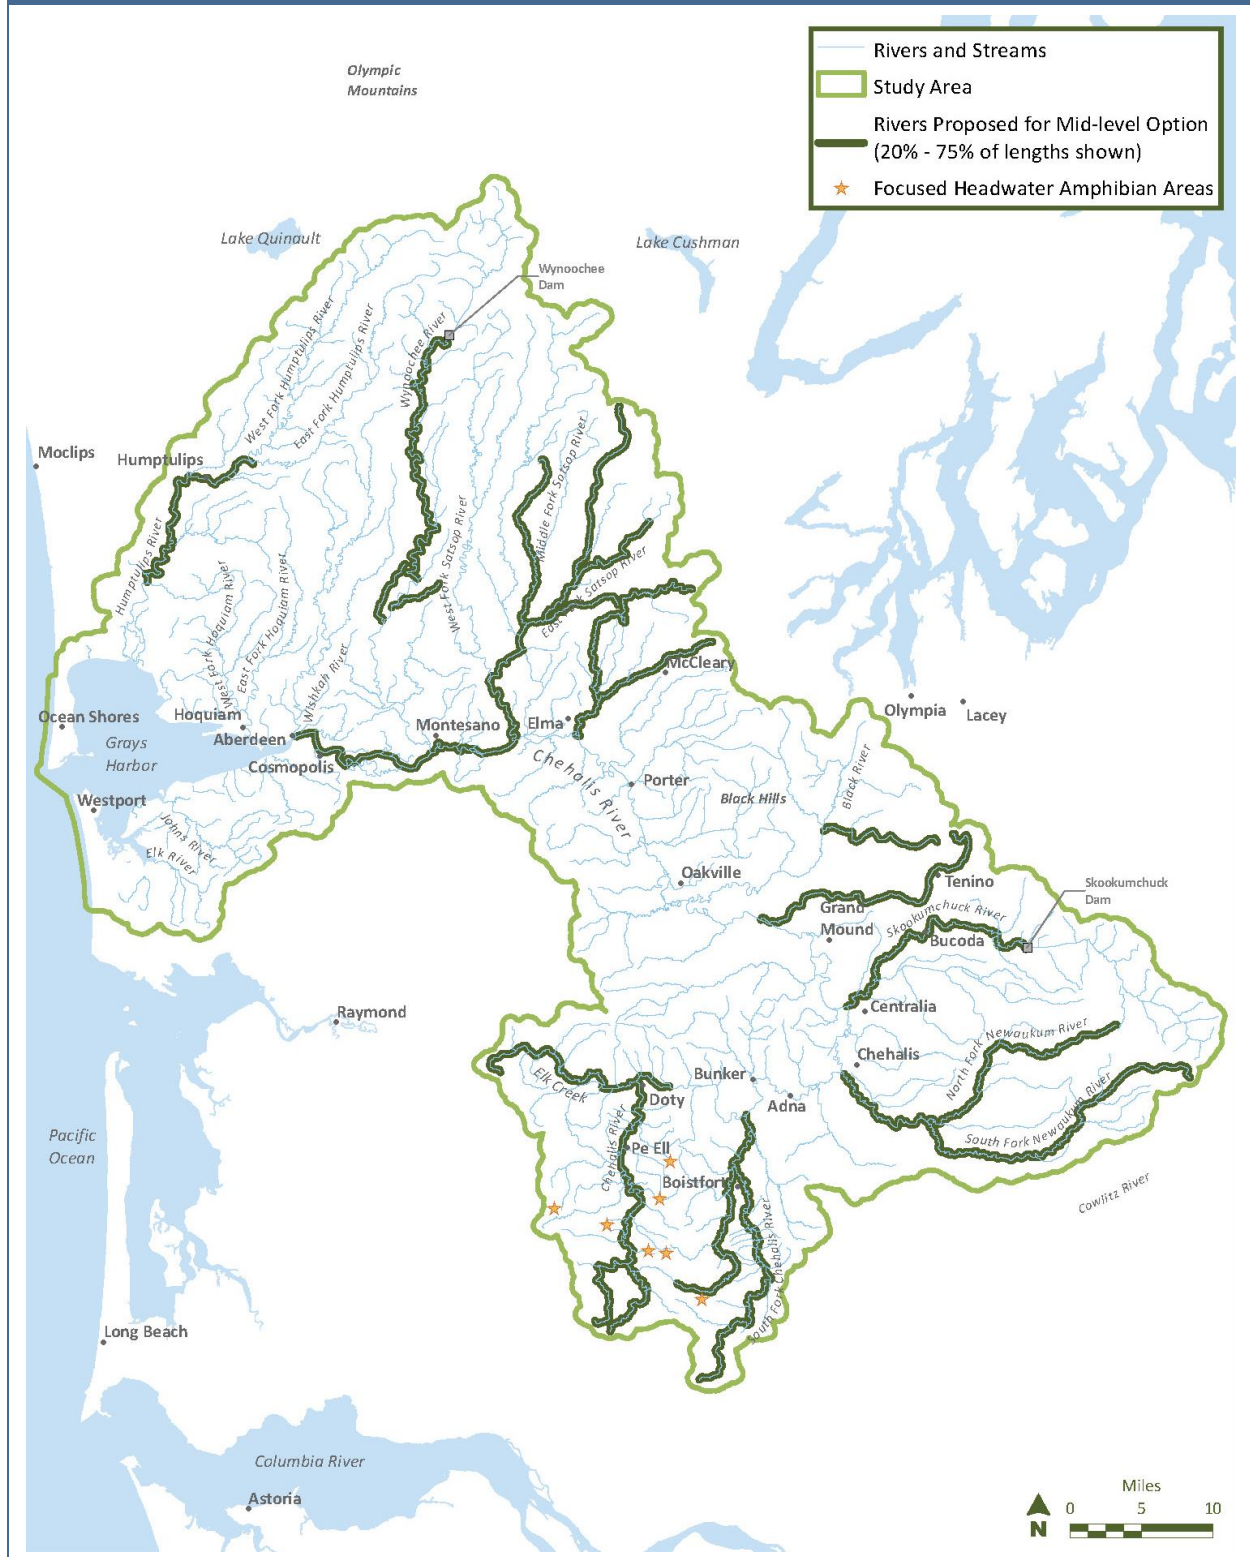 Rivers and Streams
Study Area
Rivers Proposed for Mid-level Option
(20% - 75% of lengths shown)
Focused Headwater Amphibian Areas
Olympic
Mountains
Lake Quinault
Lake Cushman
Wynoochee
Dam
West Fork Humptulips River
East Fork Humptulips River
Wynoochee River
Moclips
Humptulips
Middle Fork Satsop River
West Fork Satsop River
Humptulips River
East Fork Satsop River
West Fork Hoquiam River
East Fork Hoquiam River
Wishkah River
McCleary
Ocean Shores
Hoquiam
Aberdeen
Montesano
Elma
Olympia
Lacey
Grays
Harbor
Cosmopolis
Chehalis River
Porter
Black Hills
Black River
Westport
Johns River
Elk River
Oakville
Tenino
Skookumchuck
Dam
Grand
Mound
Skookumchuck River
Bucoda
Raymond
Centralia
North Fork Newaukum River
Chehalis
Bunker
Elk Creek
Doty
Adna
Chehalis River
South Fork Newaukum River
Pacific
Ocean
Pe Ell
Boistfort
Cowlitz River
South Fork Chehalis River
Long Beach
Columbia River
Astoria
Miles
N
0 5 10